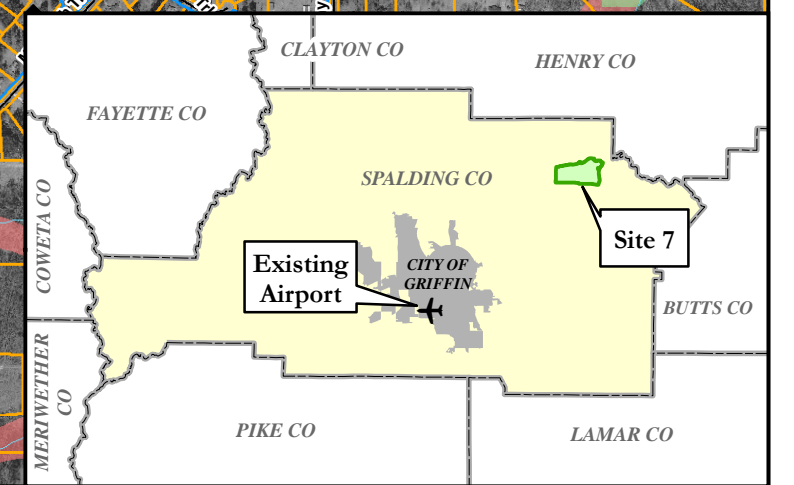 CLAYTON CO
HENRY CO
FAYETTE CO
SPALDING CO
COWETA CO
Site 7
Existing
Airport
CITY OF
GRIFFIN
BUTTS CO
MERIWETHER
CO
PIKE CO
LAMAR CO